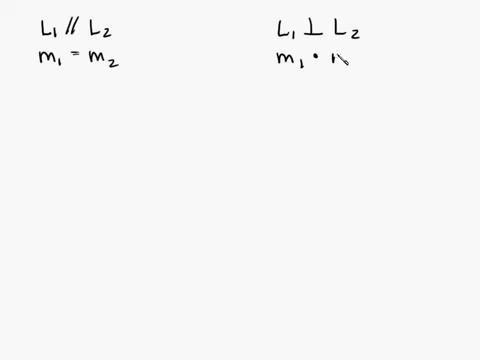 L₁ // L₂
m₁ = m₂
L₁ ⊥ L₂
m₁ •